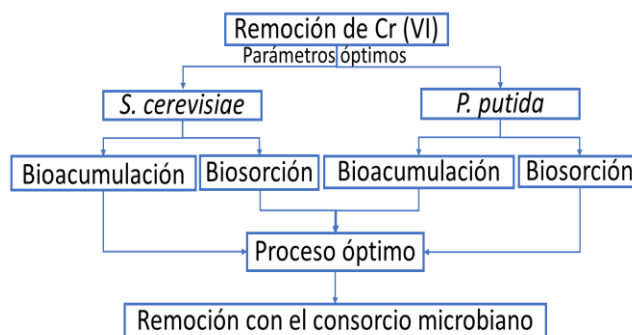 Remoción de Cr (VI)
Parámetros óptimos
S. cerevisiae
P. putida
Bioacumulación
Biosorción
Bioacumulación
Biosorción
Proceso óptimo
Remoción con el consorcio microbiano